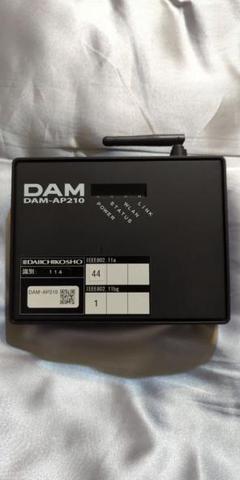 DAM
DAM-AP210
LINK
WLAN
STATUS
POWER
DAIICHIKOSHO
識別: 114
IEEE802.11a
44
DAM-AP210
IEEE802.11bg
1